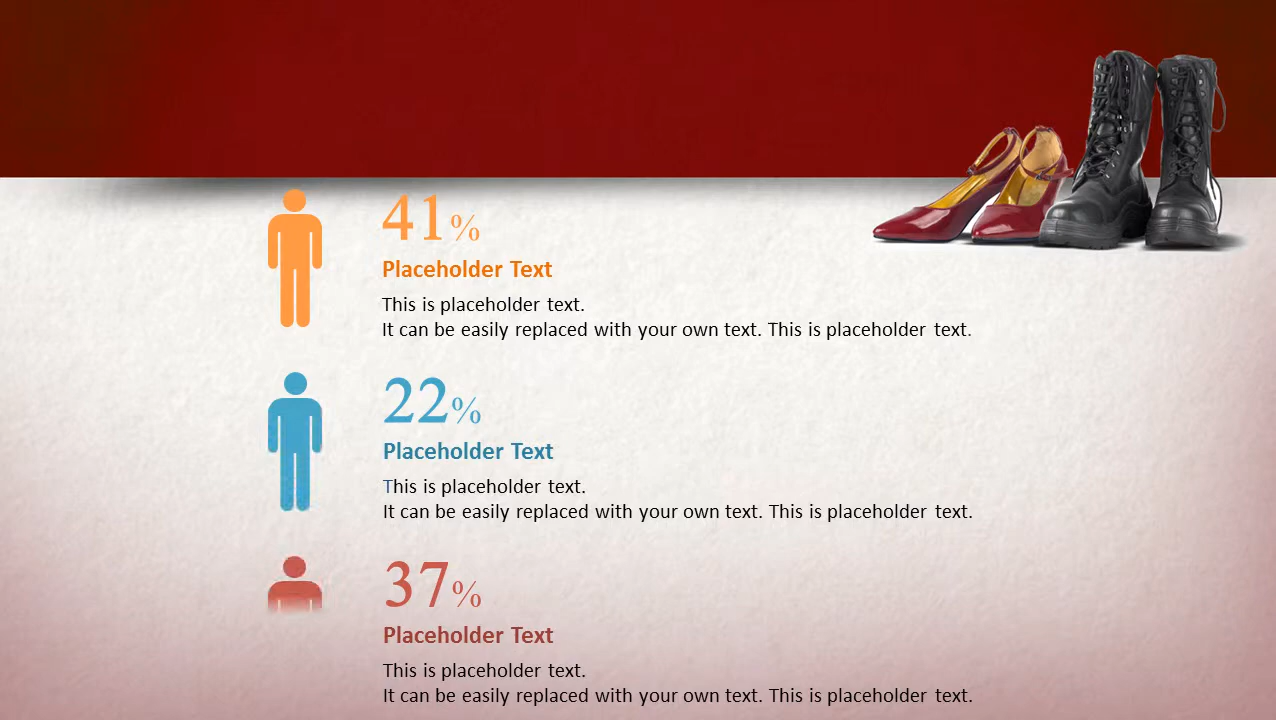 41%
Placeholder Text
This is placeholder text.
It can be easily replaced with your own text. This is placeholder text.
22%
Placeholder Text
This is placeholder text.
It can be easily replaced with your own text. This is placeholder text.
37%
Placeholder Text
This is placeholder text.
It can be easily replaced with your own text. This is placeholder text.